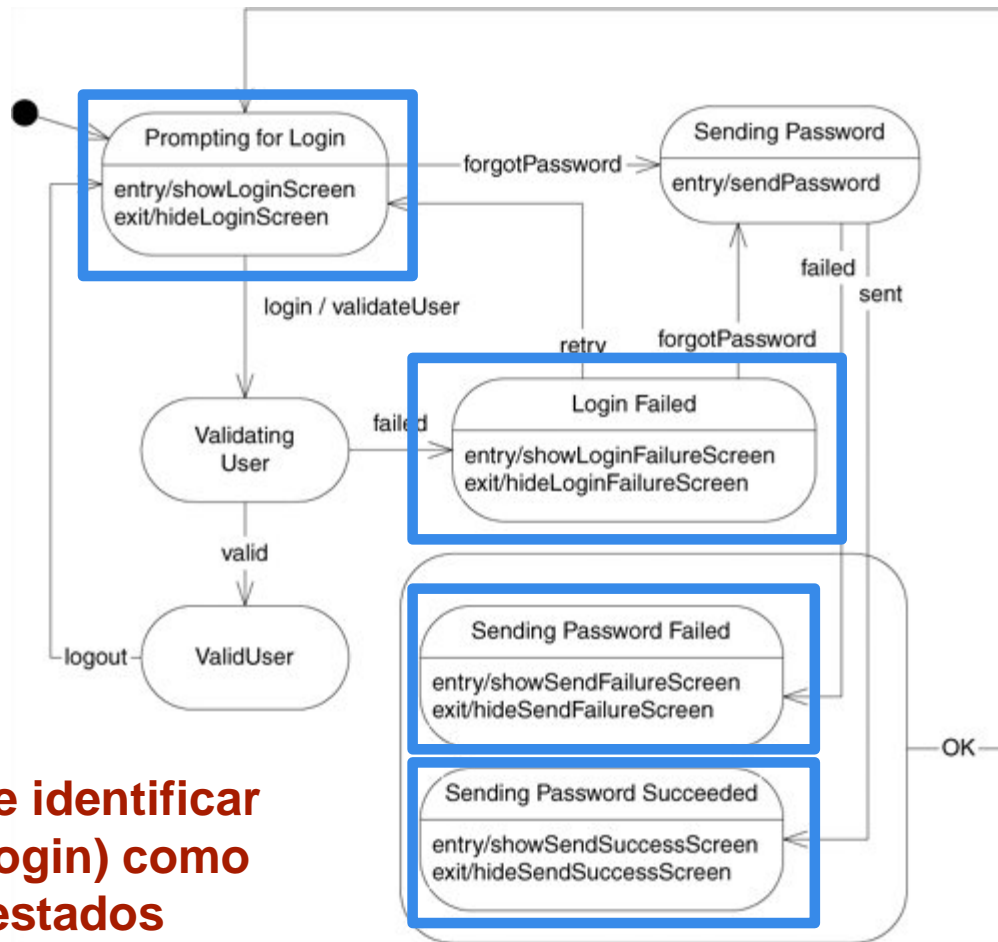 Prompting for Login
entry/showLoginScreen
exit/hideLoginScreen
forgotPassword
Sending Password
entry/sendPassword
failed
sent
login / validateUser
retry
forgotPassword
Validating
User
failed
Login Failed
entry/showLoginFailureScreen
exit/hideLoginFailureScreen
valid
ValidUser
logout
Sending Password Failed
entry/showSendFailureScreen
exit/hideSendFailureScreen
OK
Sending Password Succeeded
entry/showSendSuccessScreen
exit/hideSendSuccessScreen
e identificar
ogin) como
estados